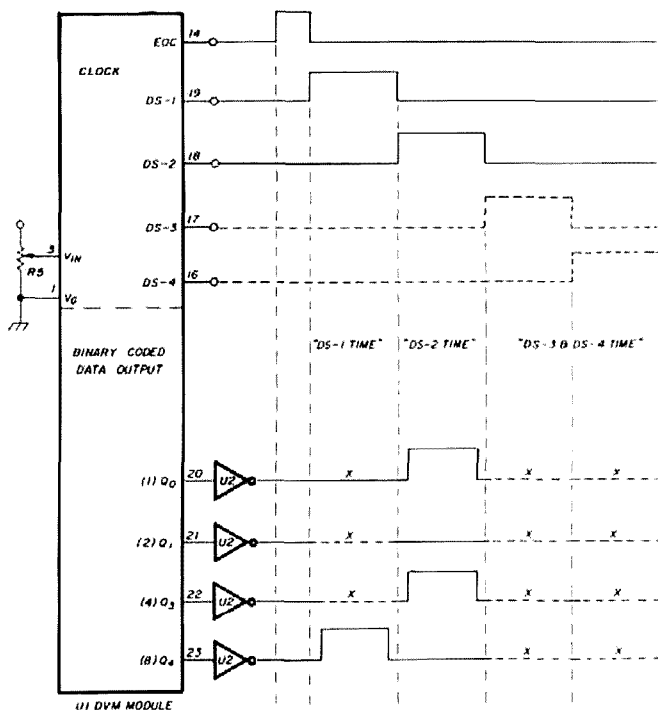 EOC 14
CLOCK
DS-1 19
DS-2 18
DS-3 17
3 VIN
R5
DS-4 16
1 VG
BINARY CODED
DATA OUTPUT
"DS-1 TIME" "DS-2 TIME" "DS-3 & DS-4 TIME"
(1) Q0 20 U2 X X X
(2) Q1 21 U2 X X X
(4) Q3 22 U2 X X X
(8) Q4 23 U2 X X
U1 DVM MODULE